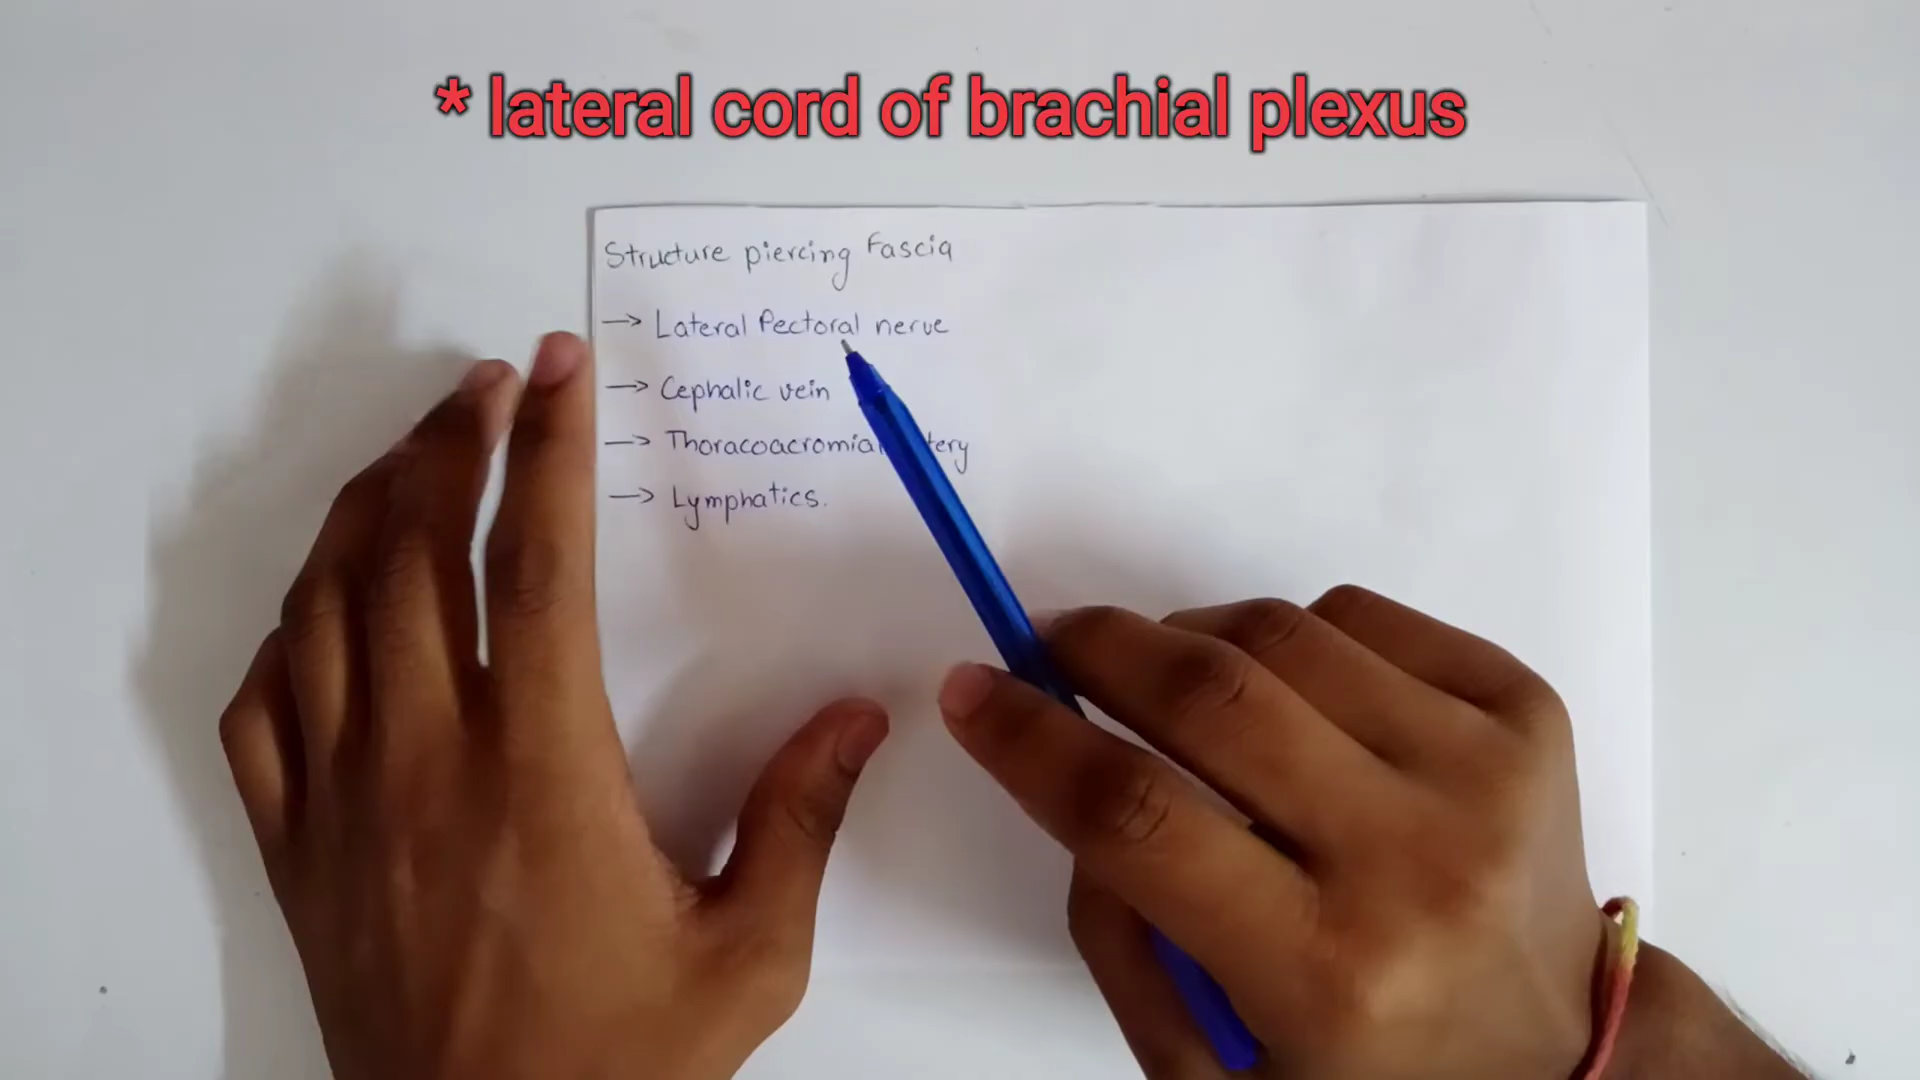 * lateral cord of brachial plexus
Structure piercing Fascia
→ Lateral Pectoral nerve
→ Cephalic vein
→ Thoracoacromial
→ Lymphatics.